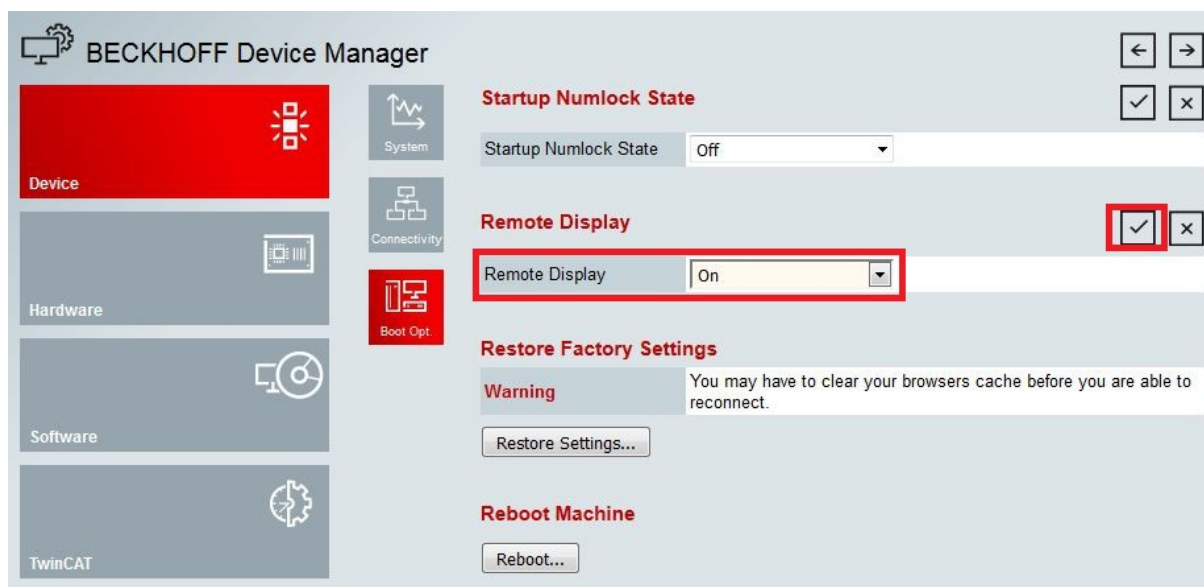 BECKHOFF Device Manager
Device
Hardware
Software
TwinCAT
System
Connectivity
Boot Opt.
Startup Numlock State
Startup Numlock State Off
Remote Display
Remote Display On
Restore Factory Settings
Warning You may have to clear your browsers cache before you are able to
reconnect.
Restore Settings...
Reboot Machine
Reboot...